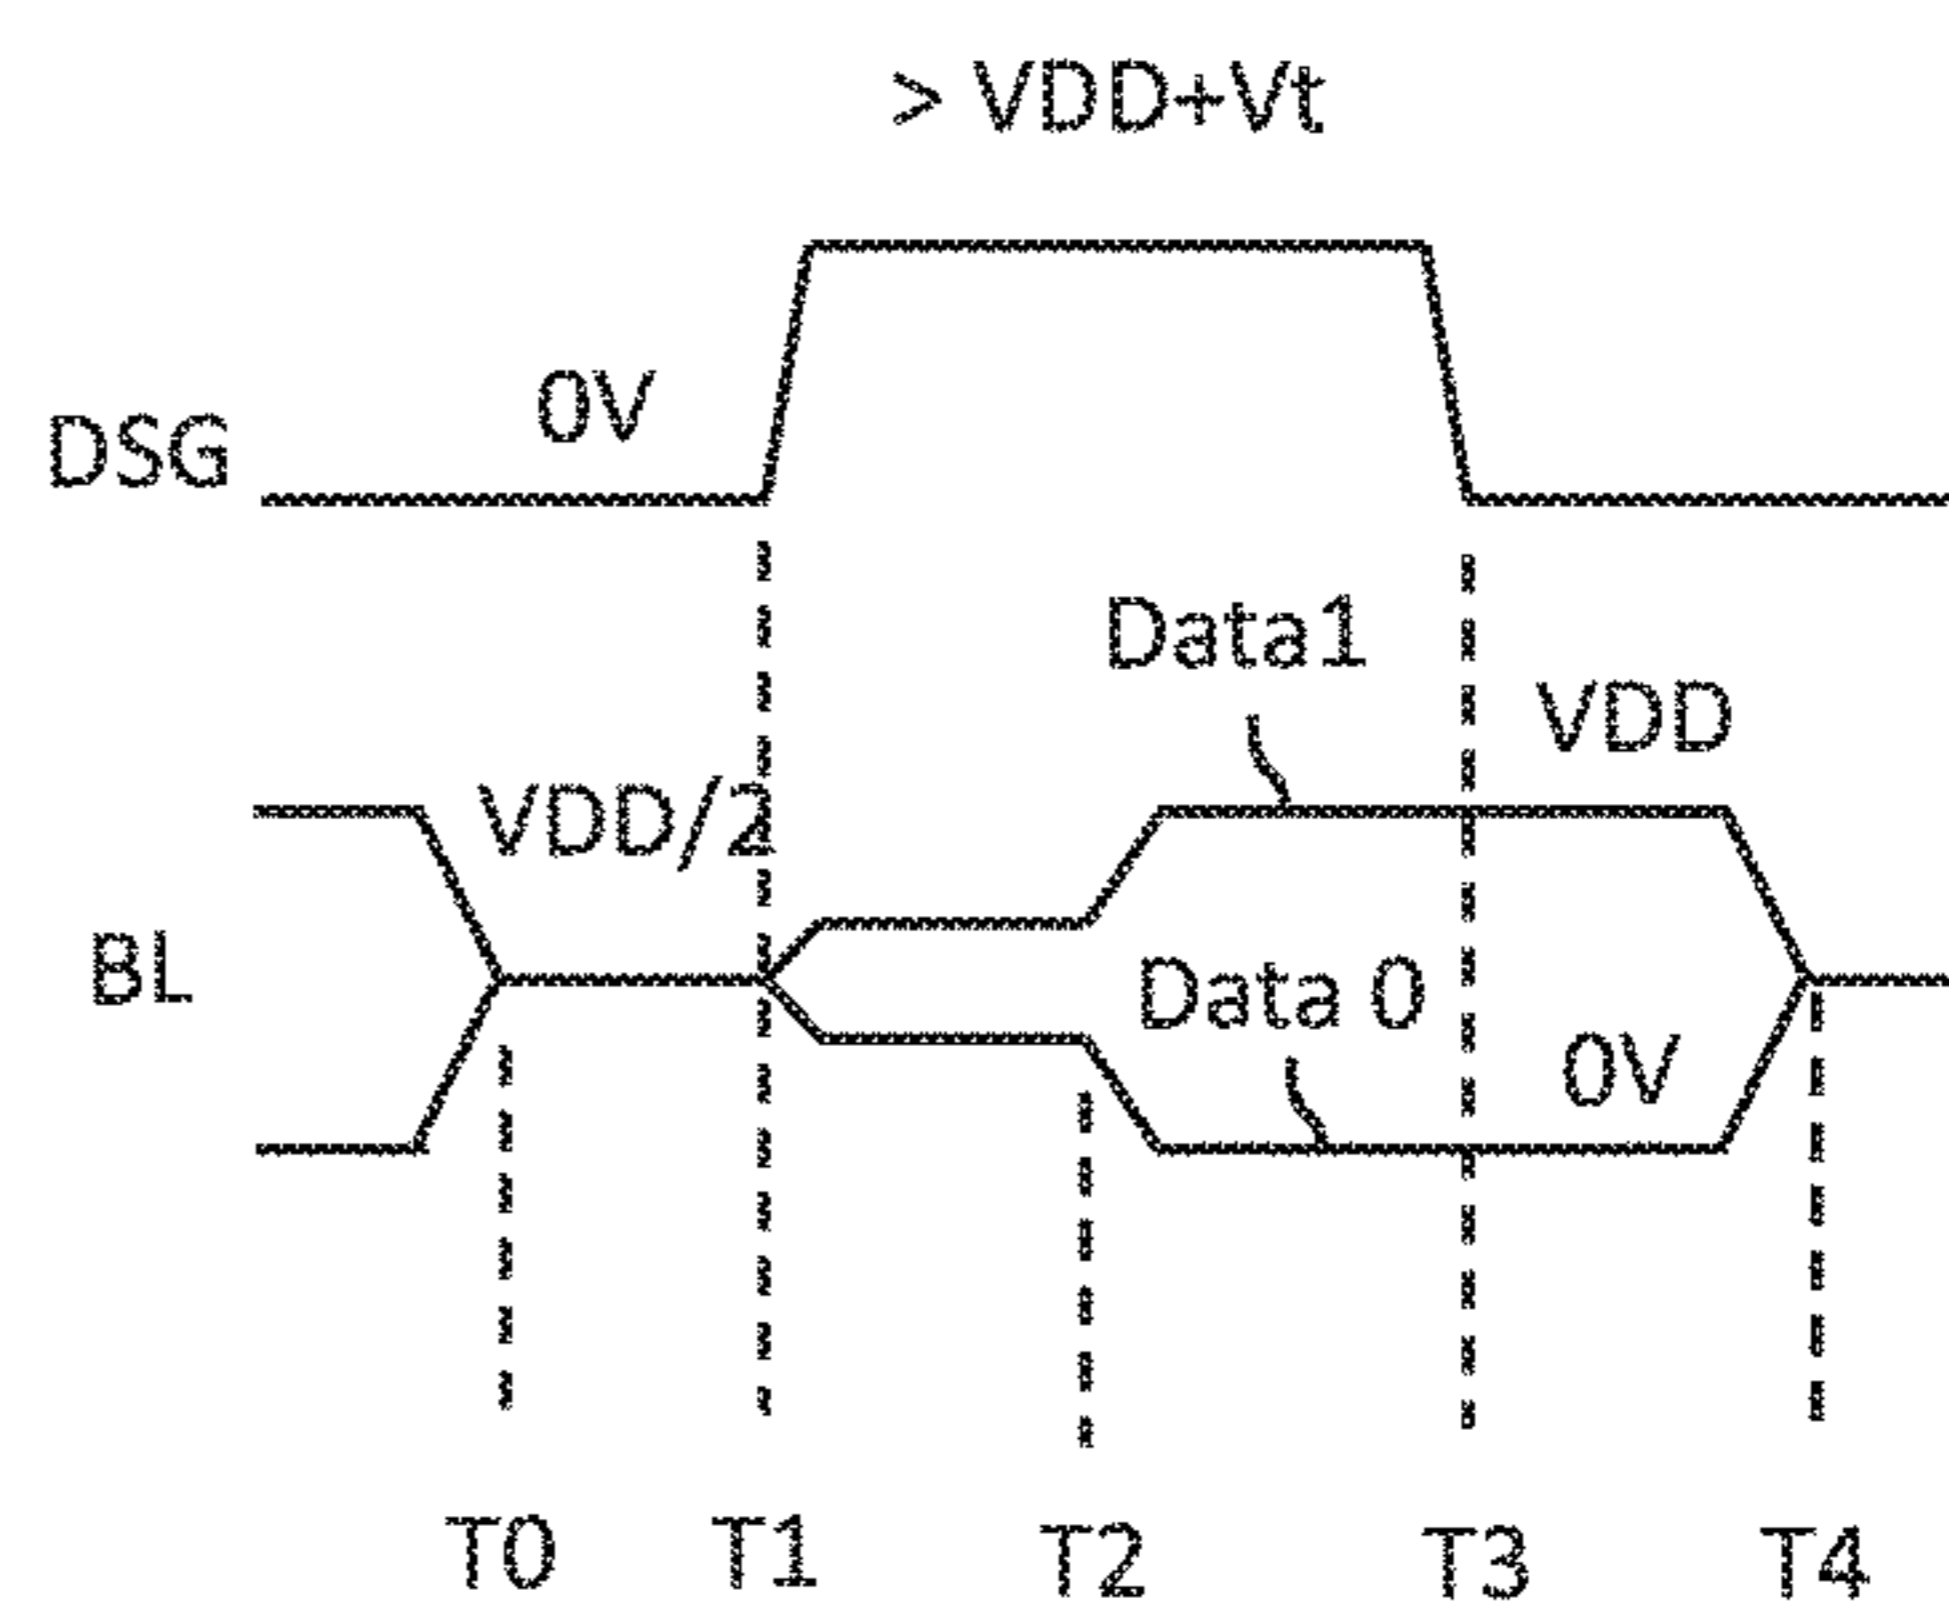 > VDD+Vt
0V
DSG
Data1
VDD
VDD/2
BL
Data 0
0V
T0 T1 T2 T3 T4